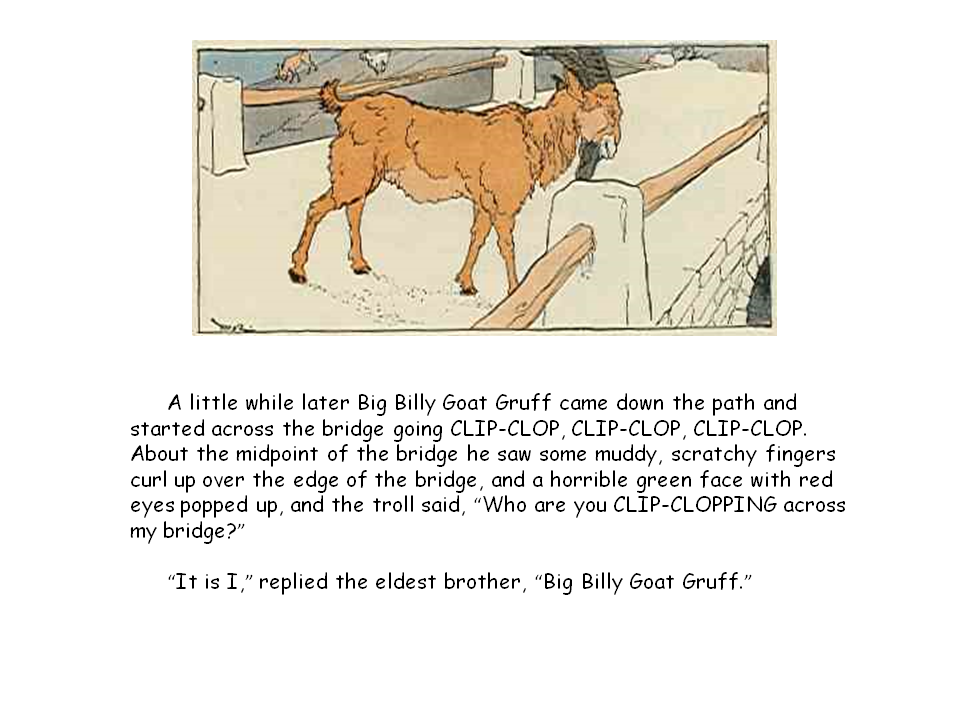 A little while later Big Billy Goat Gruff came down the path and
started across the bridge going CLIP-CLOP, CLIP-CLOP, CLIP-CLOP.
About the midpoint of the bridge he saw some muddy, scratchy fingers
curl up over the edge of the bridge, and a horrible green face with red
eyes popped up, and the troll said, “Who are you CLIP-CLOPPING across
my bridge?”
“It is I,” replied the eldest brother, “Big Billy Goat Gruff.”